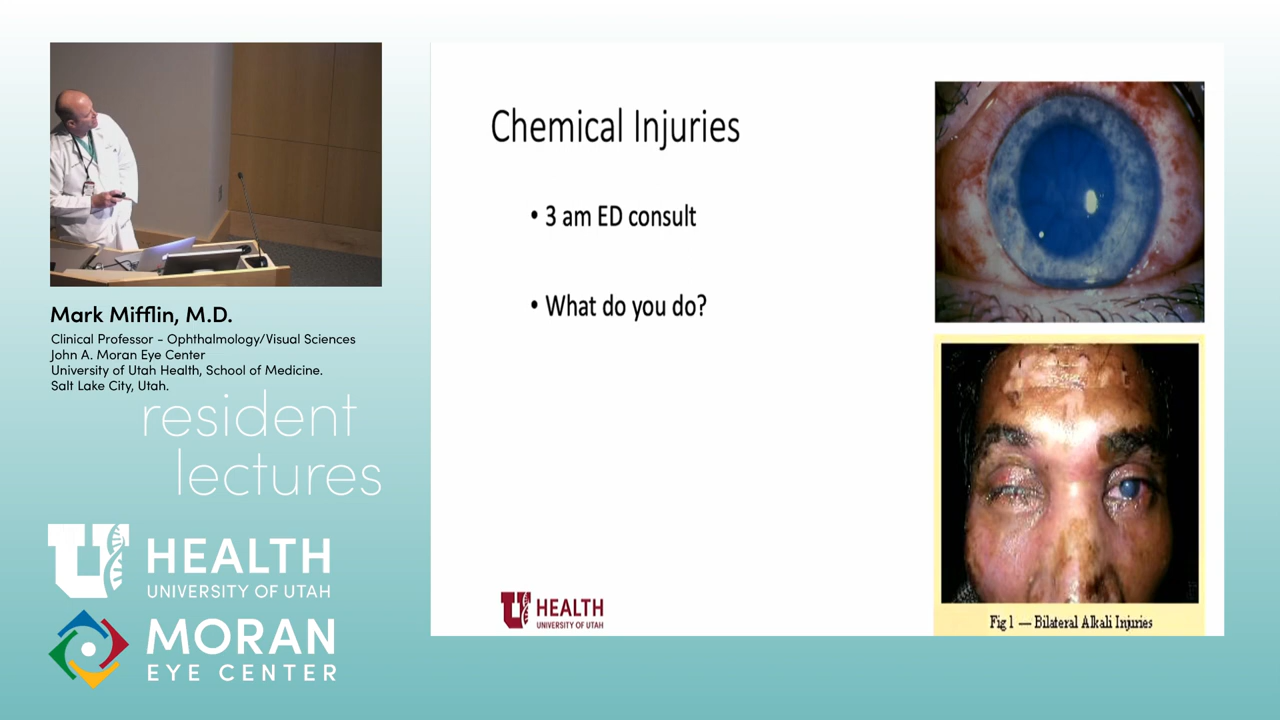 Mark Mifflin, M.D.
Clinical Professor - Ophthalmology/Visual Sciences
John A. Moran Eye Center
University of Utah Health, School of Medicine.
Salt Lake City, Utah.
resident
lectures
U HEALTH
UNIVERSITY OF UTAH
MORAN
EYE CENTER
Chemical Injuries
• 3 am ED consult
• What do you do?
U HEALTH
UNIVERSITY OF UTAH
Fig 1 — Bilateral Alkali Injuries